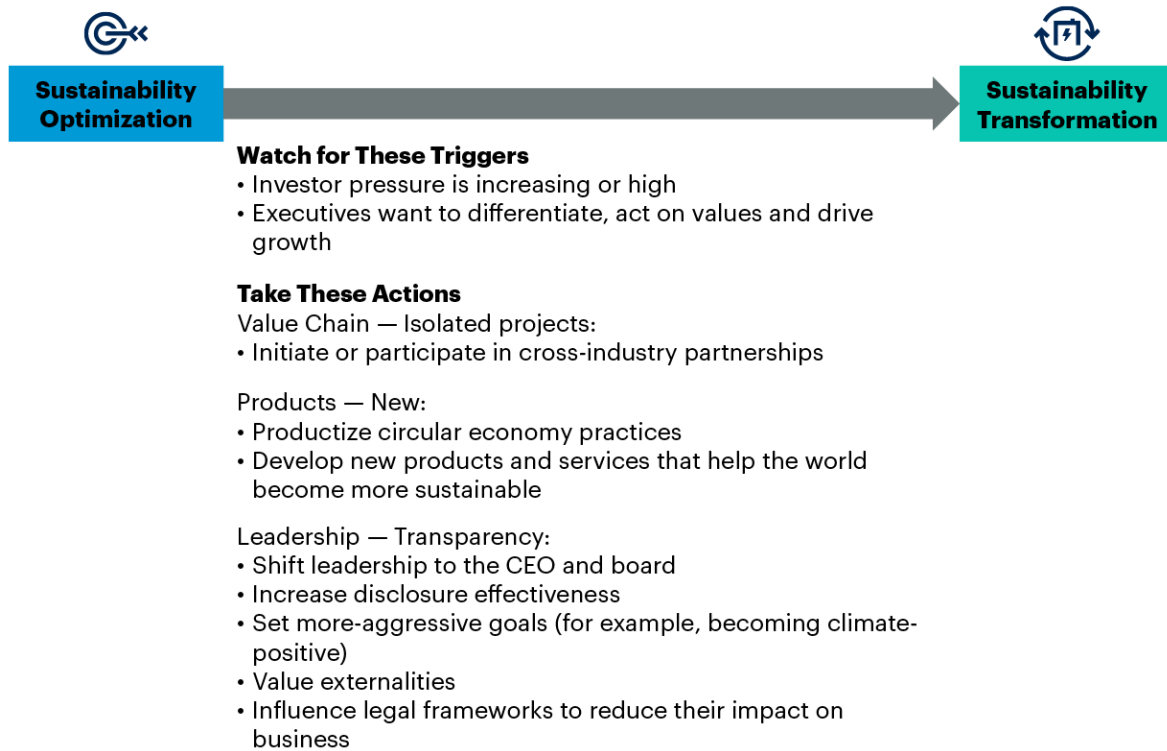 Sustainability
Optimization
Sustainability
Transformation
Watch for These Triggers
• Investor pressure is increasing or high
• Executives want to differentiate, act on values and drive
growth
Take These Actions
Value Chain — Isolated projects:
• Initiate or participate in cross-industry partnerships
Products — New:
• Productize circular economy practices
• Develop new products and services that help the world
become more sustainable
Leadership — Transparency:
• Shift leadership to the CEO and board
• Increase disclosure effectiveness
• Set more-aggressive goals (for example, becoming climate-
positive)
• Value externalities
• Influence legal frameworks to reduce their impact on
business